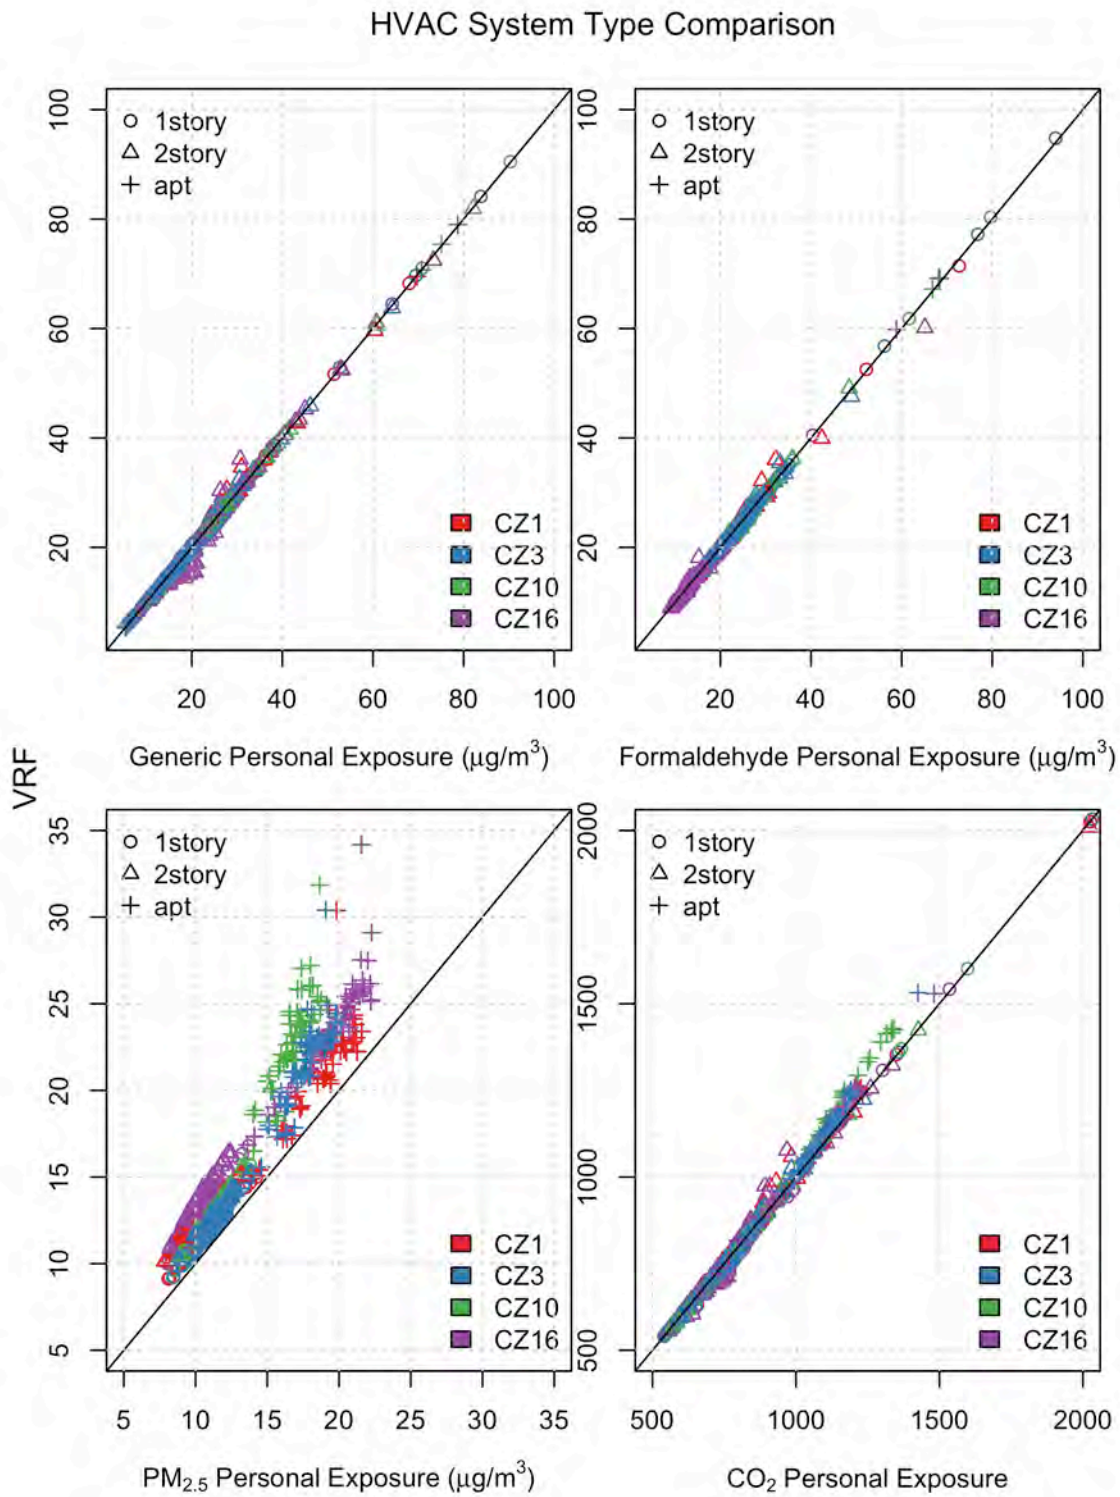 HVAC System Type Comparison
1story
2story
apt
CZ1
CZ3
CZ10
CZ16
20 40 60 80 100
20 40 60 80 100
Generic Personal Exposure (μg/m³)
1story
2story
apt
CZ1
CZ3
CZ10
CZ16
20 40 60 80 100
20 40 60 80 100
Formaldehyde Personal Exposure (μg/m³)
VRF
1story
2story
apt
CZ1
CZ3
CZ10
CZ16
5 10 15 20 25 30 35
5 10 15 20 25 30 35
PM₂.₅ Personal Exposure (μg/m³)
1story
2story
apt
CZ1
CZ3
CZ10
CZ16
500 1000 1500 2000
500 1000 1500 2000
CO₂ Personal Exposure